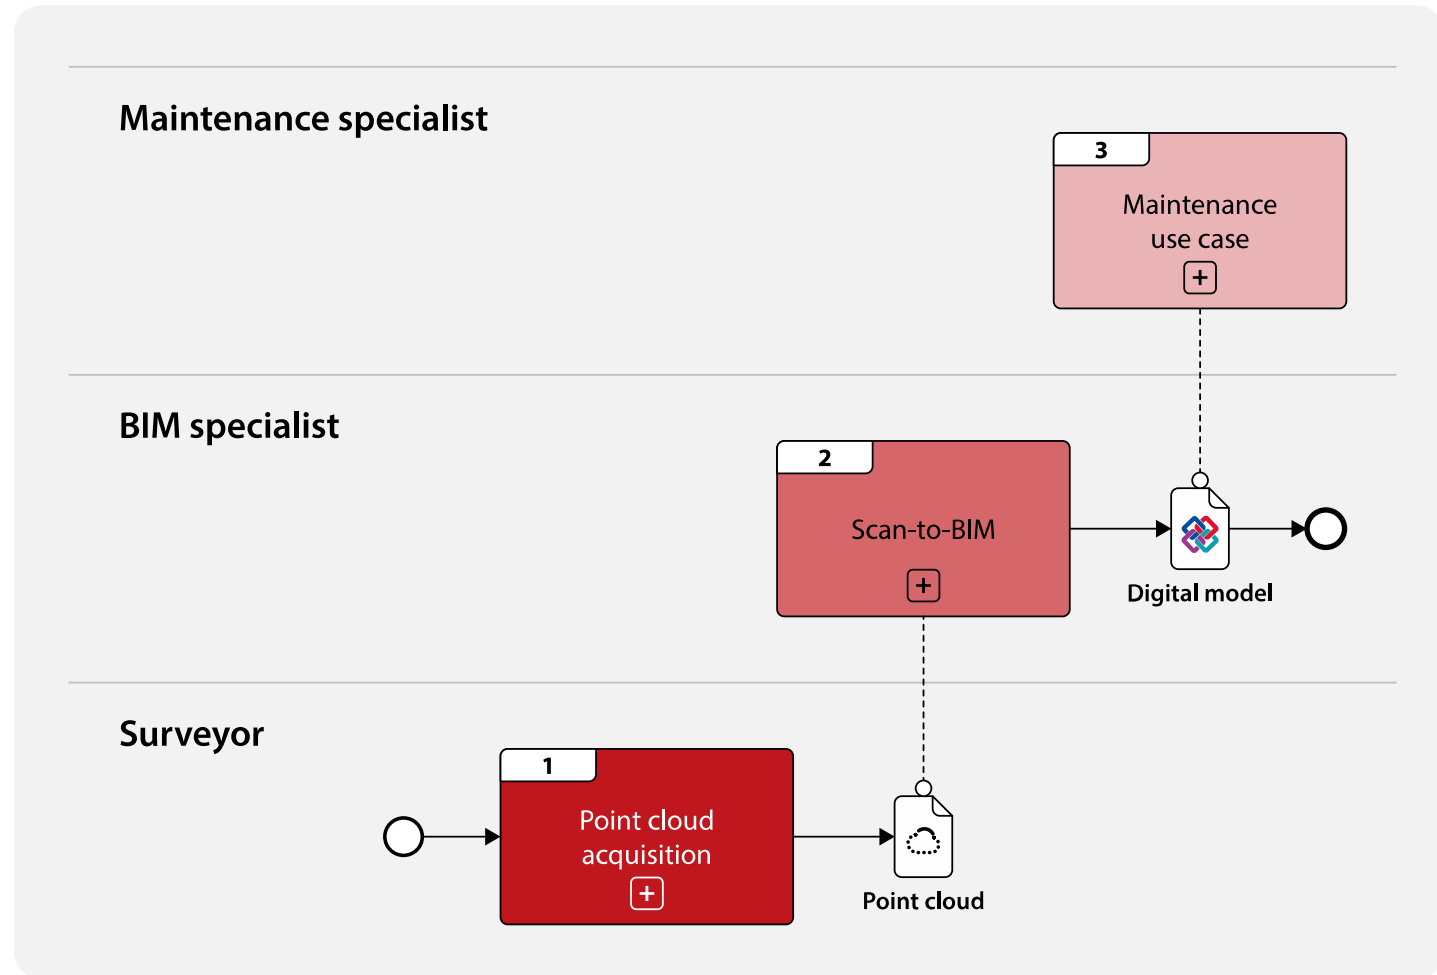 Maintenance specialist
3
Maintenance
use case
+
BIM specialist
2
Scan-to-BIM
+
Digital model
Surveyor
1
Point cloud
acquisition
+
Point cloud